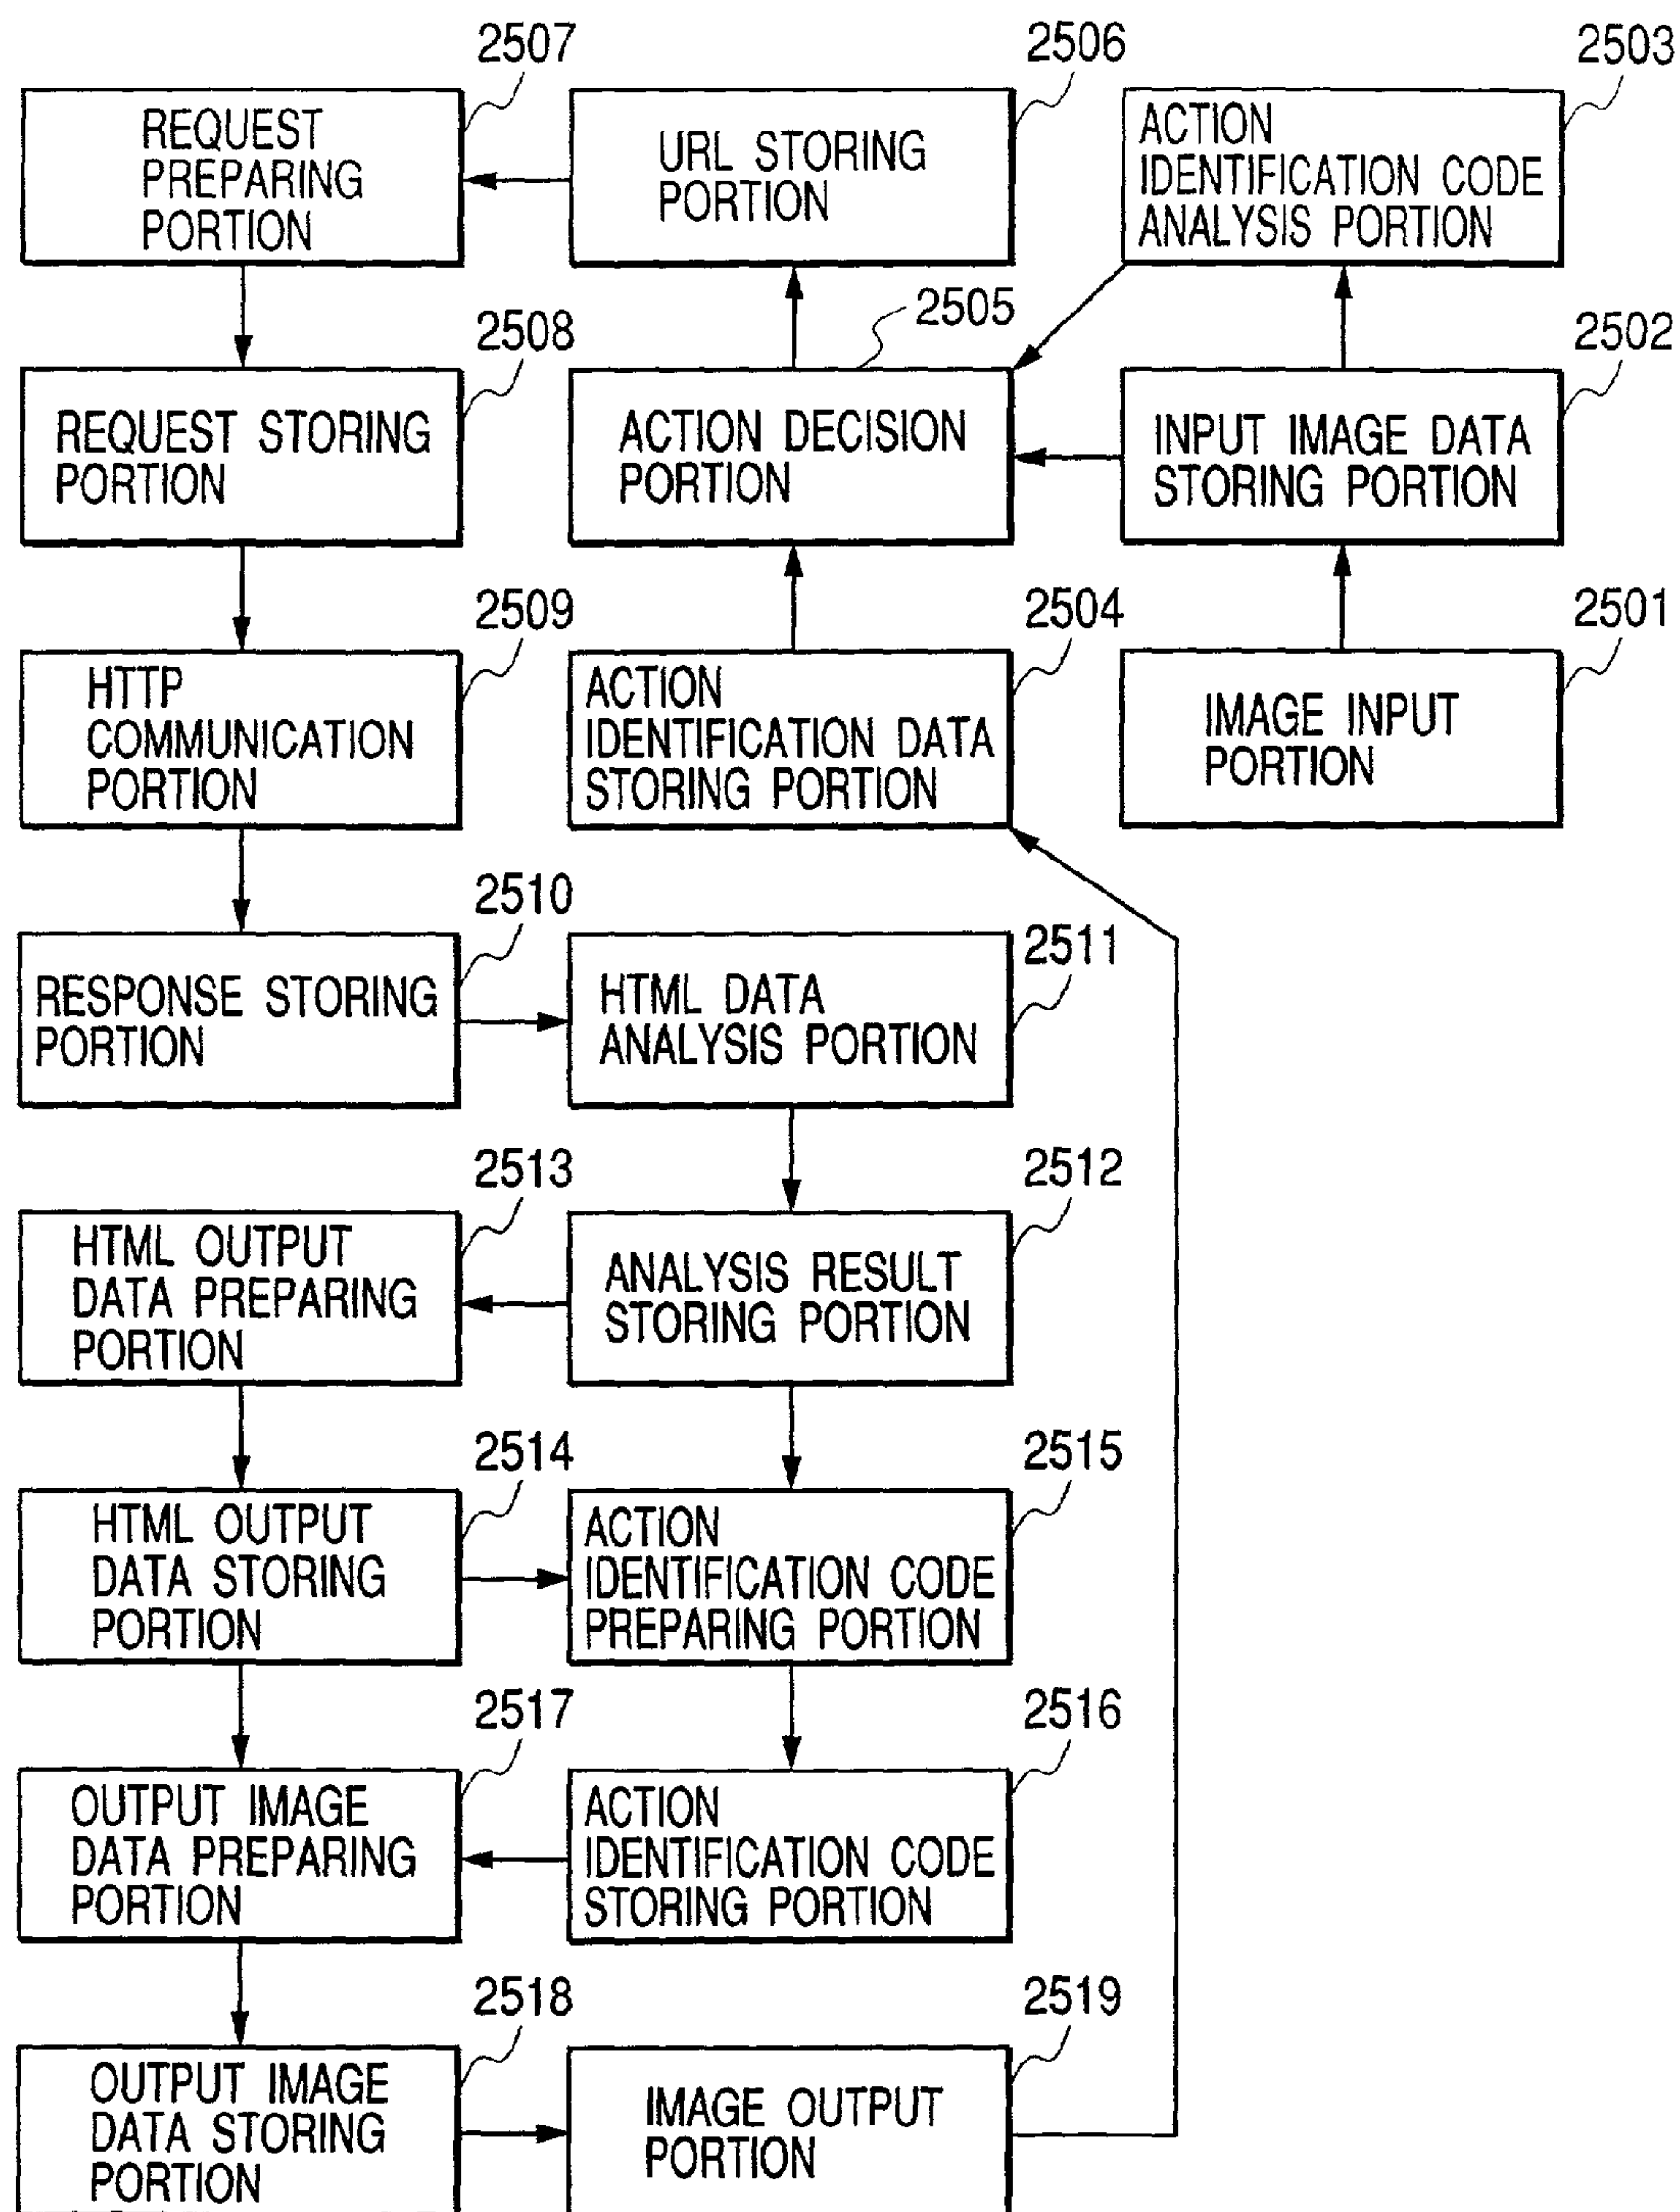 2507
REQUEST
PREPARING
PORTION
2506
URL STORING
PORTION
2503
ACTION
IDENTIFICATION CODE
ANALYSIS PORTION
2508
REQUEST STORING
PORTION
2505
ACTION DECISION
PORTION
2502
INPUT IMAGE DATA
STORING PORTION
2509
HTTP
COMMUNICATION
PORTION
2504
ACTION
IDENTIFICATION DATA
STORING PORTION
2501
IMAGE INPUT
PORTION
2510
RESPONSE STORING
PORTION
2511
HTML DATA
ANALYSIS PORTION
2513
HTML OUTPUT
DATA PREPARING
PORTION
2512
ANALYSIS RESULT
STORING PORTION
2514
HTML OUTPUT
DATA STORING
PORTION
2515
ACTION
IDENTIFICATION CODE
PREPARING PORTION
2517
OUTPUT IMAGE
DATA PREPARING
PORTION
2516
ACTION
IDENTIFICATION CODE
STORING PORTION
2518
OUTPUT IMAGE
DATA STORING
PORTION
2519
IMAGE OUTPUT
PORTION